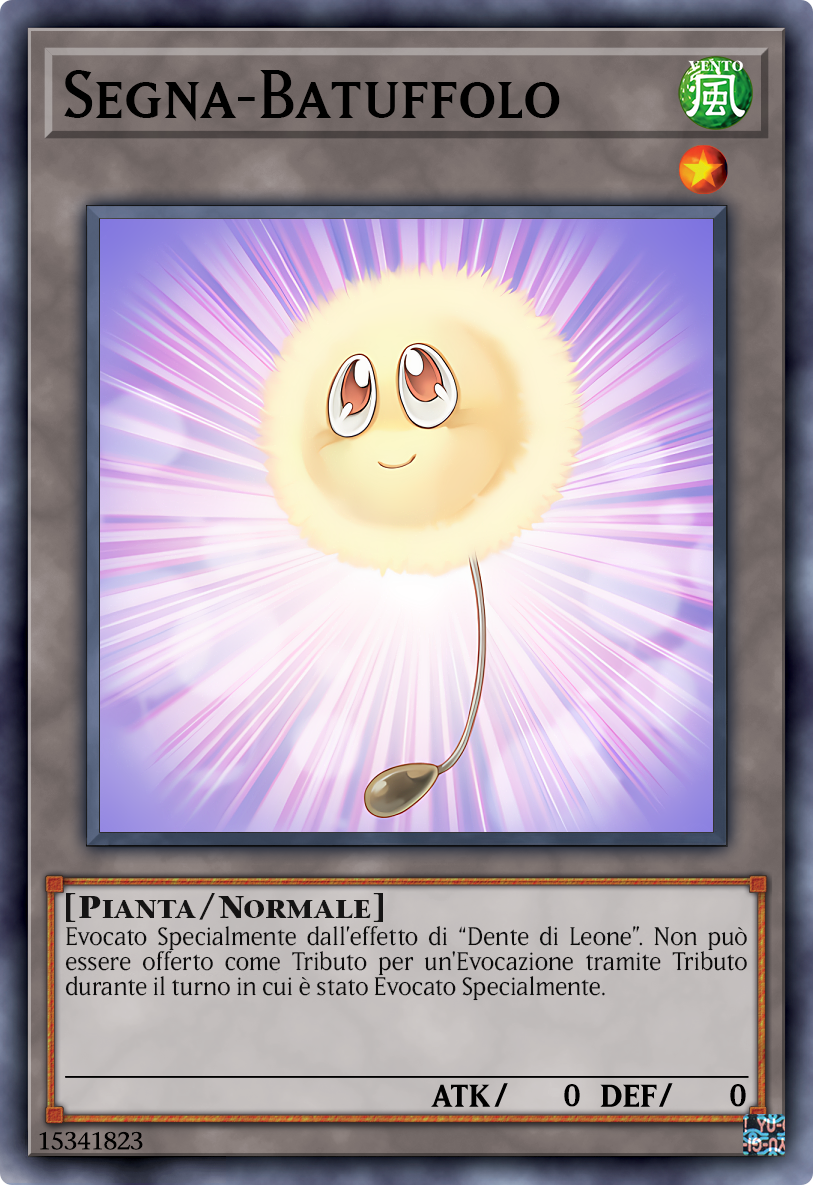 Segna-Batuffolo
VENTO
風
[Pianta/Normale]
Evocato Specialmente dall'effetto di “Dente di Leone”. Non può
essere offerto come Tributo per un'Evocazione tramite Tributo
durante il turno in cui è stato Evocato Specialmente.
ATK/ 0 DEF/ 0
15341823